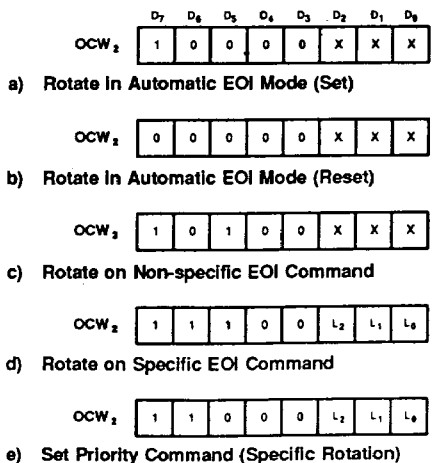 D₇ D₆ D₅ D₄ D₃ D₂ D₁ D₀
OCW₂ 1 0 0 0 0 X X X
a) Rotate in Automatic EOI Mode (Set)
OCW₂ 0 0 0 0 0 X X X
b) Rotate in Automatic EOI Mode (Reset)
OCW₂ 1 0 1 0 0 X X X
c) Rotate on Non-specific EOI Command
OCW₂ 1 1 1 0 0 L₂ L₁ L₀
d) Rotate on Specific EOI Command
OCW₂ 1 1 0 0 0 L₂ L₁ L₀
e) Set Priority Command (Specific Rotation)